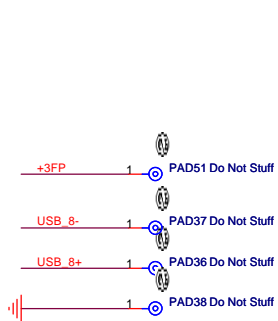 +3FP 1 PAD51 Do Not Stuff
USB_8- 1 PAD37 Do Not Stuff
USB_8+ 1 PAD36 Do Not Stuff
1 PAD38 Do Not Stuff